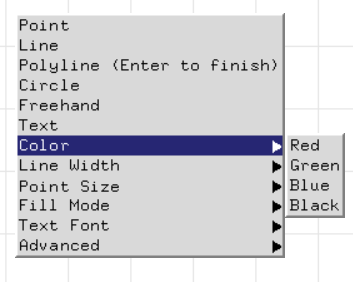 Point
Line
Polyline (Enter to finish)
Circle
Freehand
Text
Color
Line Width
Point Size
Fill Mode
Text Font
Advanced
Red
Green
Blue
Black